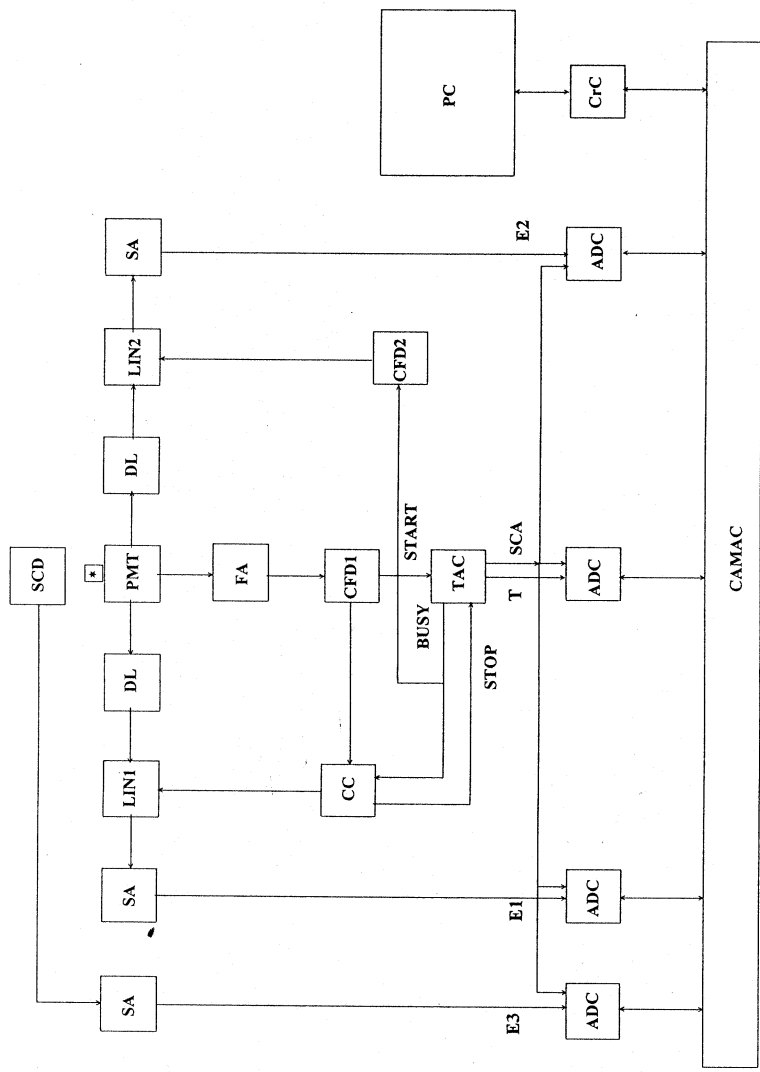 SCD
*
SA
SA
LIN1
DL
PMT
DL
LIN2
SA
FA
CC
CFD1
CFD2
BUSY
START
PC
TAC
STOP
E3
E1
T
SCA
E2
ADC
ADC
ADC
ADC
CrC
CAMAC